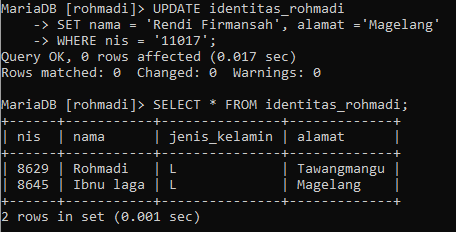 MariaDB [rohmadi]> UPDATE identitas_rohmadi
    -> SET nama = 'Rendi Firmansah', alamat ='Magelang'
    -> WHERE nis = '11017';
Query OK, 0 rows affected (0.017 sec)
Rows matched: 0  Changed: 0  Warnings: 0

MariaDB [rohmadi]> SELECT * FROM identitas_rohmadi;
+------+-----------+---------------+-------------+
| nis  | nama      | jenis_kelamin | alamat      |
+------+-----------+---------------+-------------+
| 8629 | Rohmadi   | L             | Tawangmangu |
| 8645 | Ibnu laga | L             | Magelang    |
+------+-----------+---------------+-------------+
2 rows in set (0.001 sec)